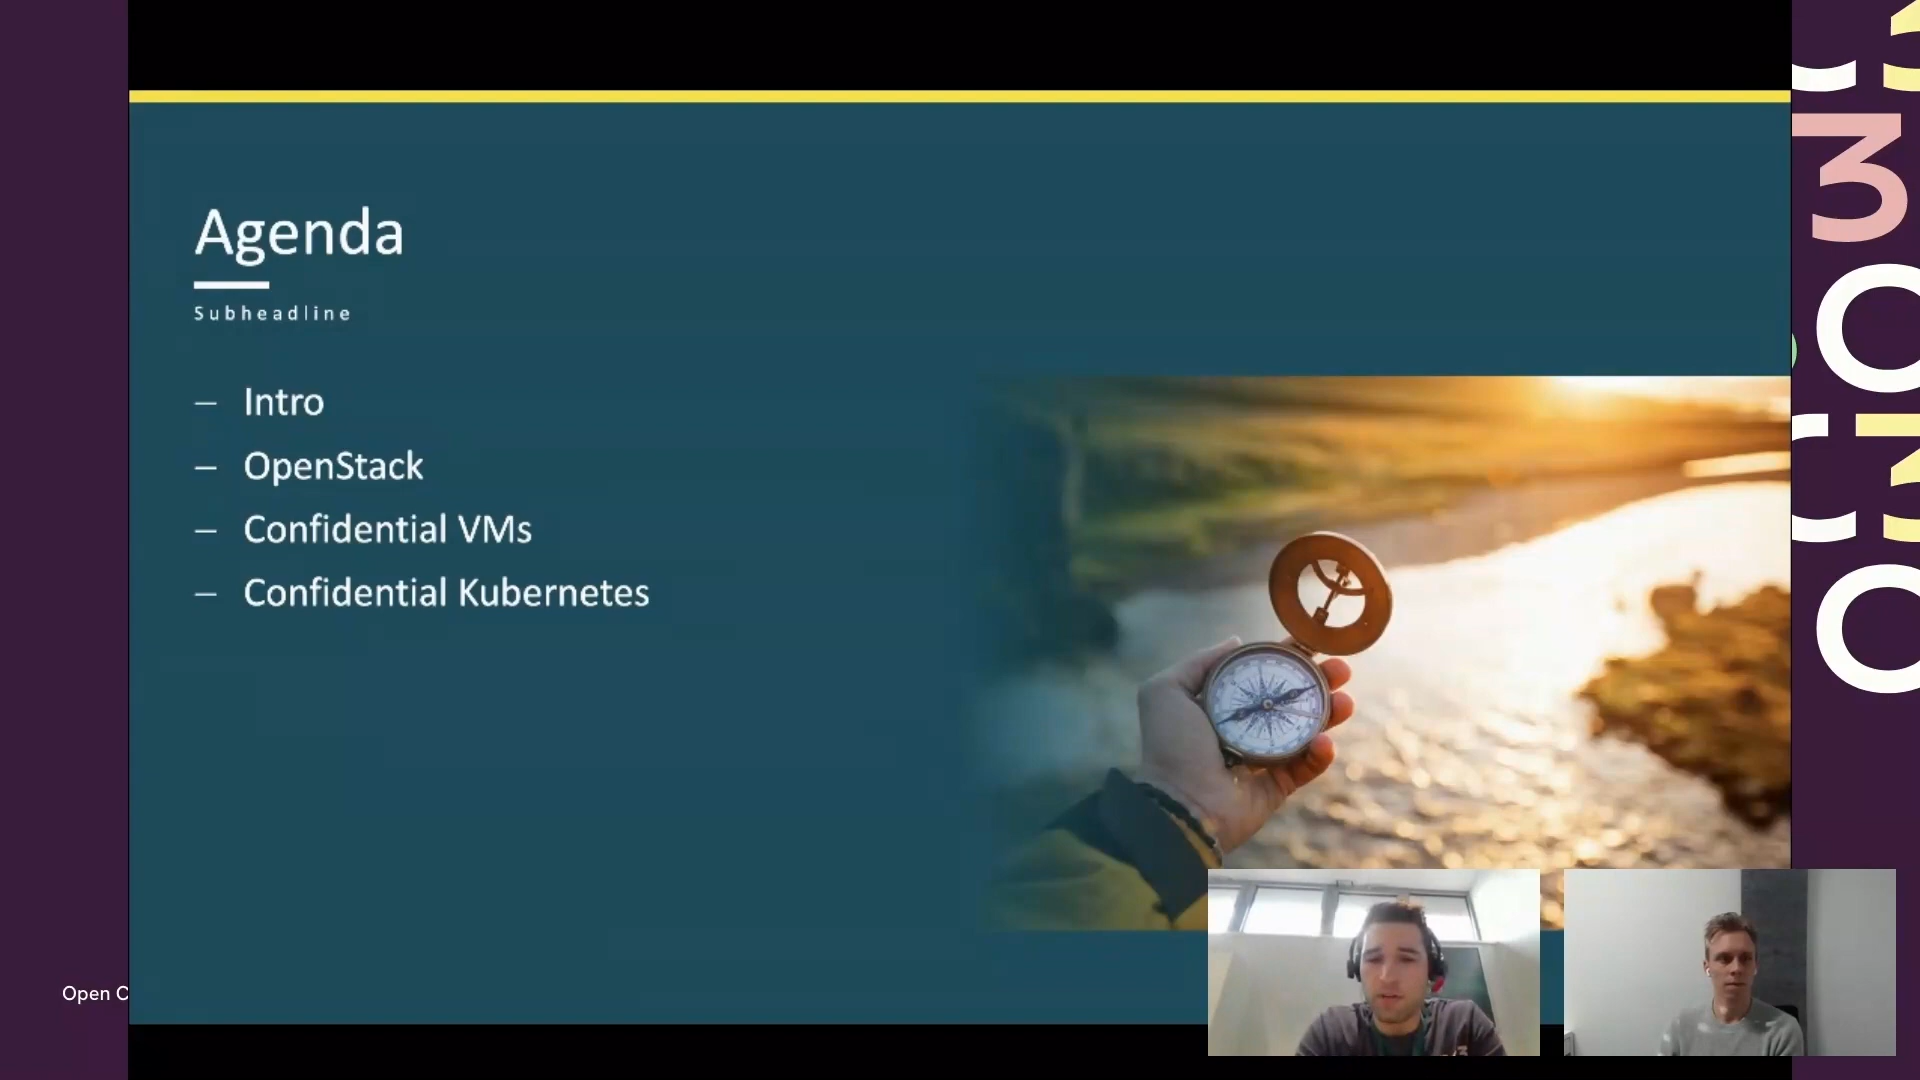 Agenda
Subheadline
– Intro
– OpenStack
– Confidential VMs
– Confidential Kubernetes
Open C